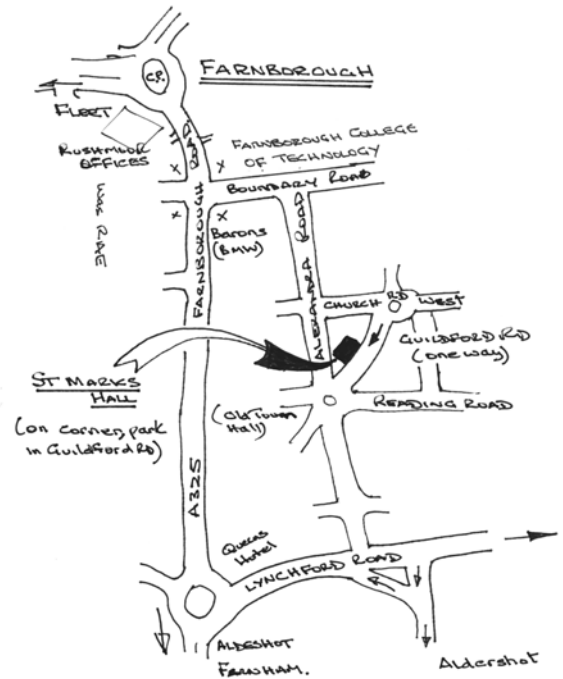 FARNBOROUGH
C.P.
FLEET
RUSHMOOR
OFFICES
FARNBOROUGH COLLEGE
OF TECHNOLOGY
BOUNDARY ROAD
FARNBOROUGH ROAD
Barons
(BMW)
ALEXANDRA ROAD
CHURCH RD WEST
GUILDFORD RD
(one way)
ST MARKS
HALL
(on corner, park
in Guildford RD)
(Old Town
Hall)
READING ROAD
A325
Queens
Hotel
LYNCHFORD ROAD
ALDESHOT
FARNHAM.
Aldershot